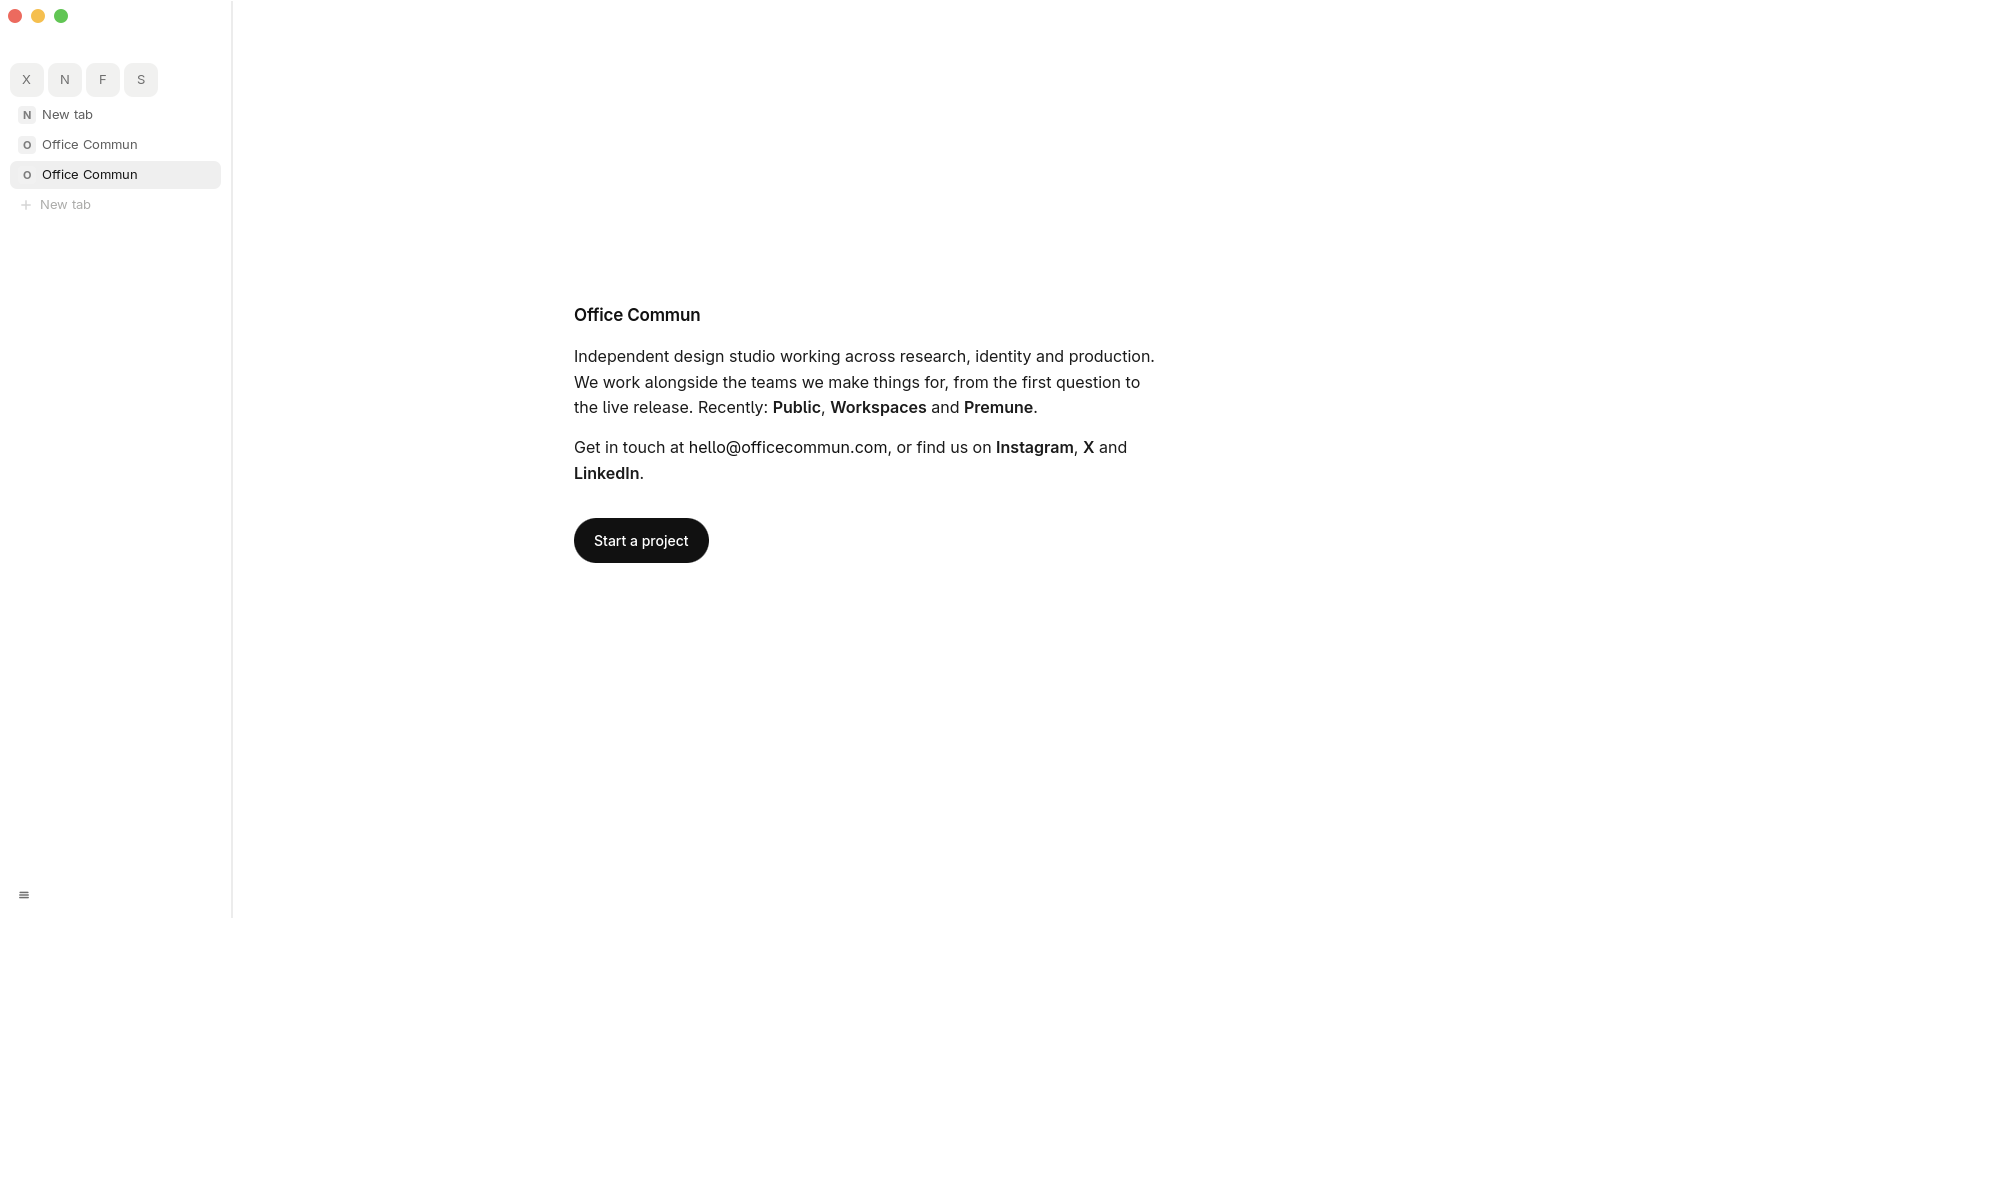 X N F S
N New tab
O Office Commun
O Office Commun
+ New tab
Office Commun
Independent design studio working across research, identity and production.
We work alongside the teams we make things for, from the first question to
the live release. Recently: Public, Workspaces and Premune.
Get in touch at hello@officecommun.com, or find us on Instagram, X and
LinkedIn.
Start a project